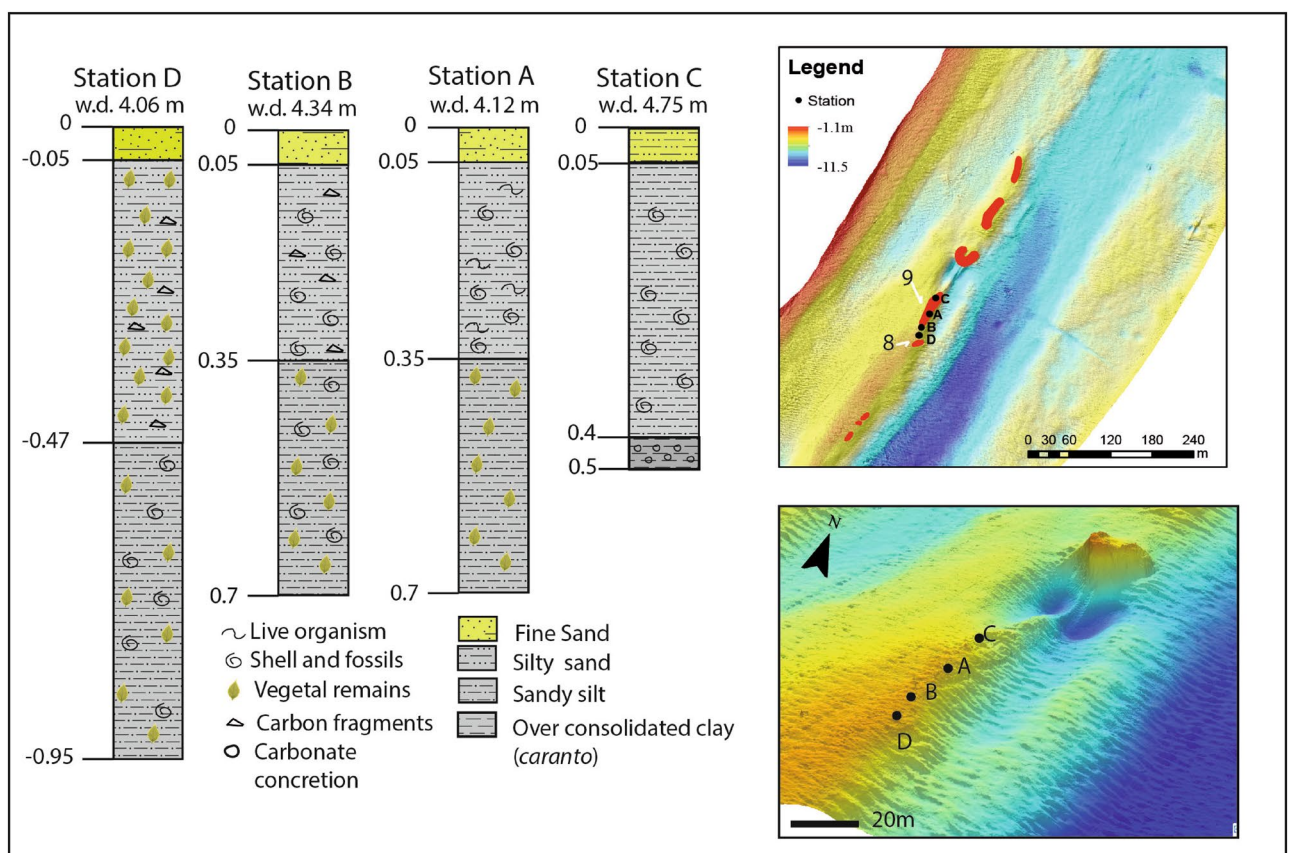 Station D
w.d. 4.06 m
0
-0.05
-0.47
-0.95
Station B
w.d. 4.34 m
0
0.05
0.35
0.7
Station A
w.d. 4.12 m
0
0.05
0.35
0.7
Station C
w.d. 4.75 m
0
0.05
0.4
0.5
Live organism
Shell and fossils
Vegetal remains
Carbon fragments
Carbonate
concretion
Fine Sand
Silty sand
Sandy silt
Over consolidated clay
(caranto)
Legend
Station
-1.1m
-11.5
9
C
A
B
D
8
0 30 60 120 180 240
m
N
C
A
B
D
20m